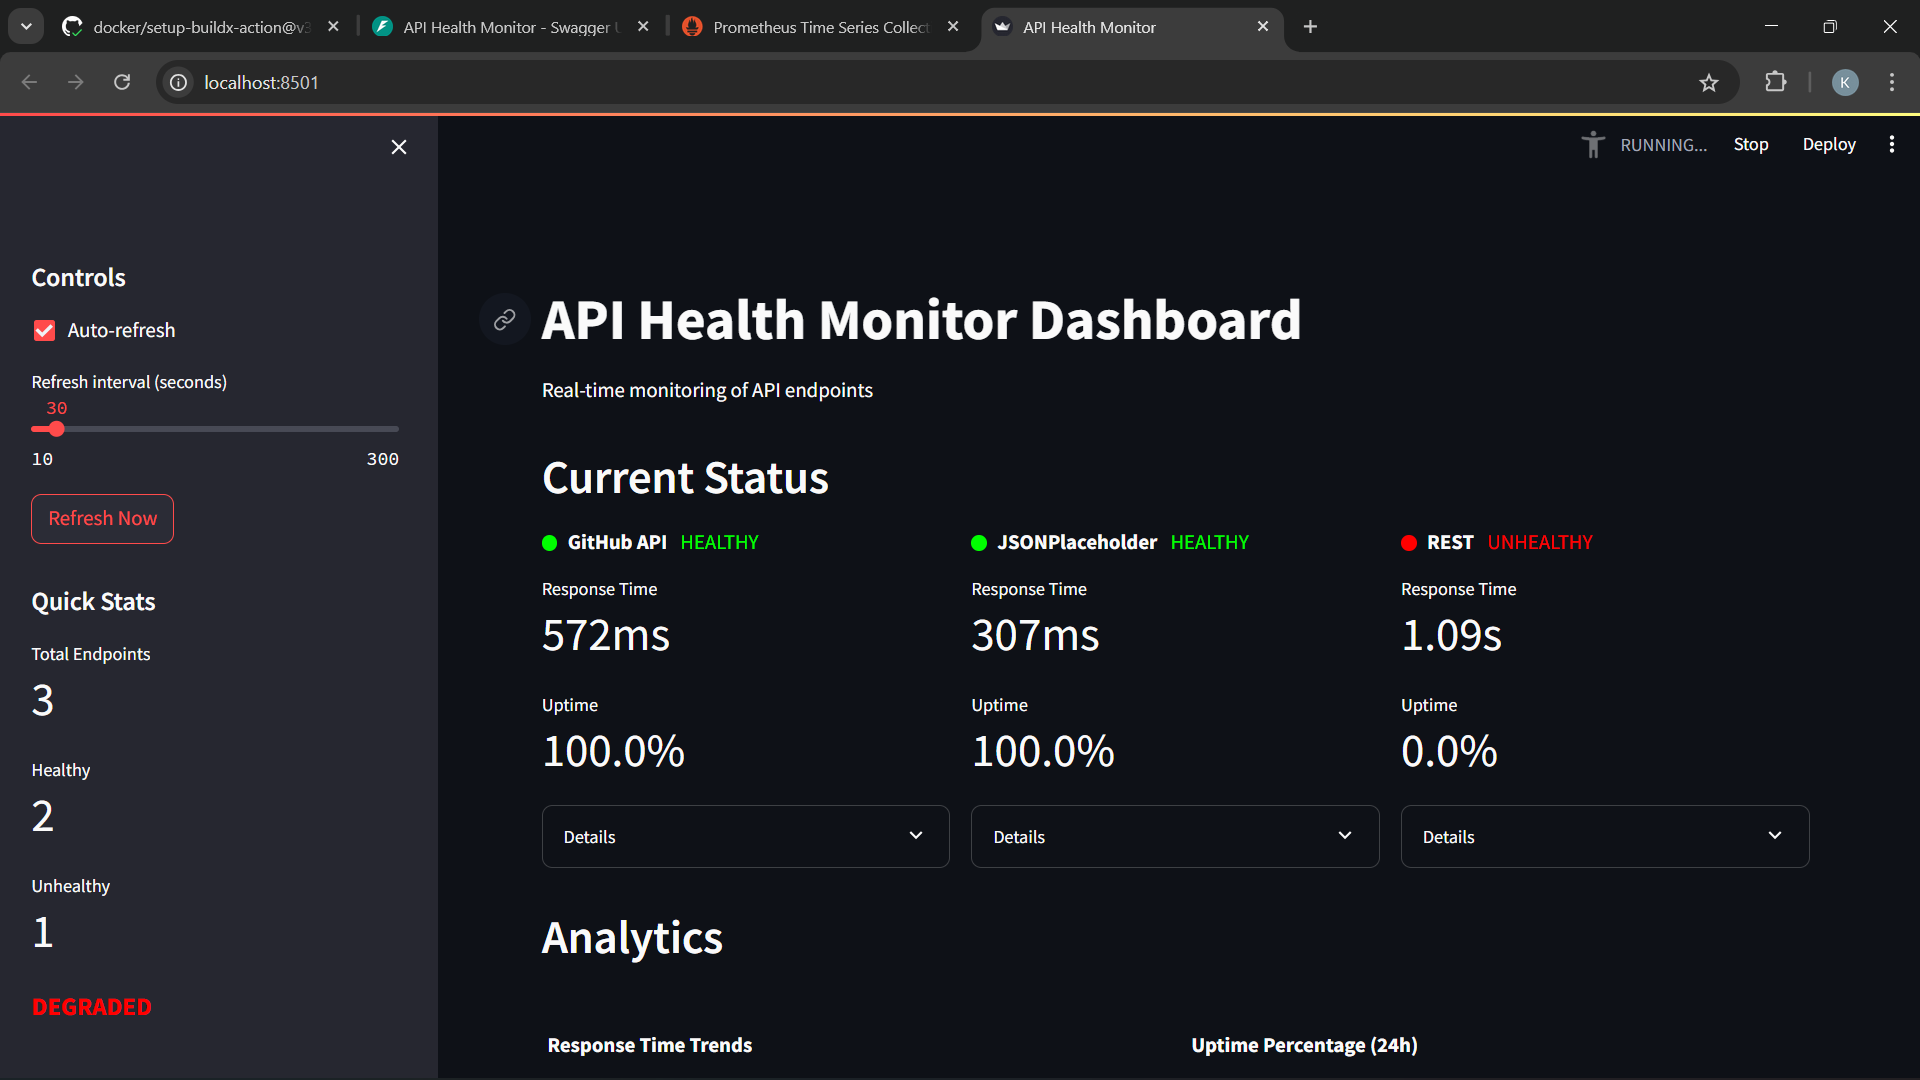 docker/setup-buildx-action@v3
API Health Monitor - Swagger U
Prometheus Time Series Collect
API Health Monitor
localhost:8501
K
RUNNING...
Stop
Deploy
Controls
Auto-refresh
Refresh interval (seconds)
30
10
300
Refresh Now
Quick Stats
Total Endpoints
3
Healthy
2
Unhealthy
1
DEGRADED
API Health Monitor Dashboard
Real-time monitoring of API endpoints
Current Status
GitHub API HEALTHY
Response Time
572ms
Uptime
100.0%
Details
JSONPlaceholder HEALTHY
Response Time
307ms
Uptime
100.0%
Details
REST UNHEALTHY
Response Time
1.09s
Uptime
0.0%
Details
Analytics
Response Time Trends
Uptime Percentage (24h)